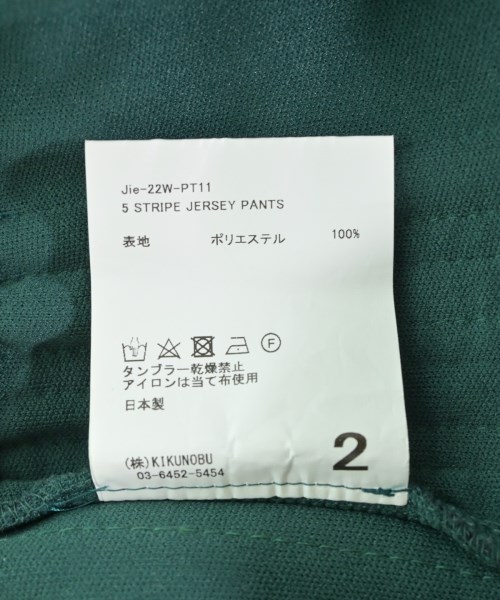 Jie-22W-PT11
5 STRIPE JERSEY PANTS
表地 ポリエステル 100%
F
タンブラー乾燥禁止
アイロンは当て布使用
日本製
(株)KIKUNOBU
03-6452-5454
2